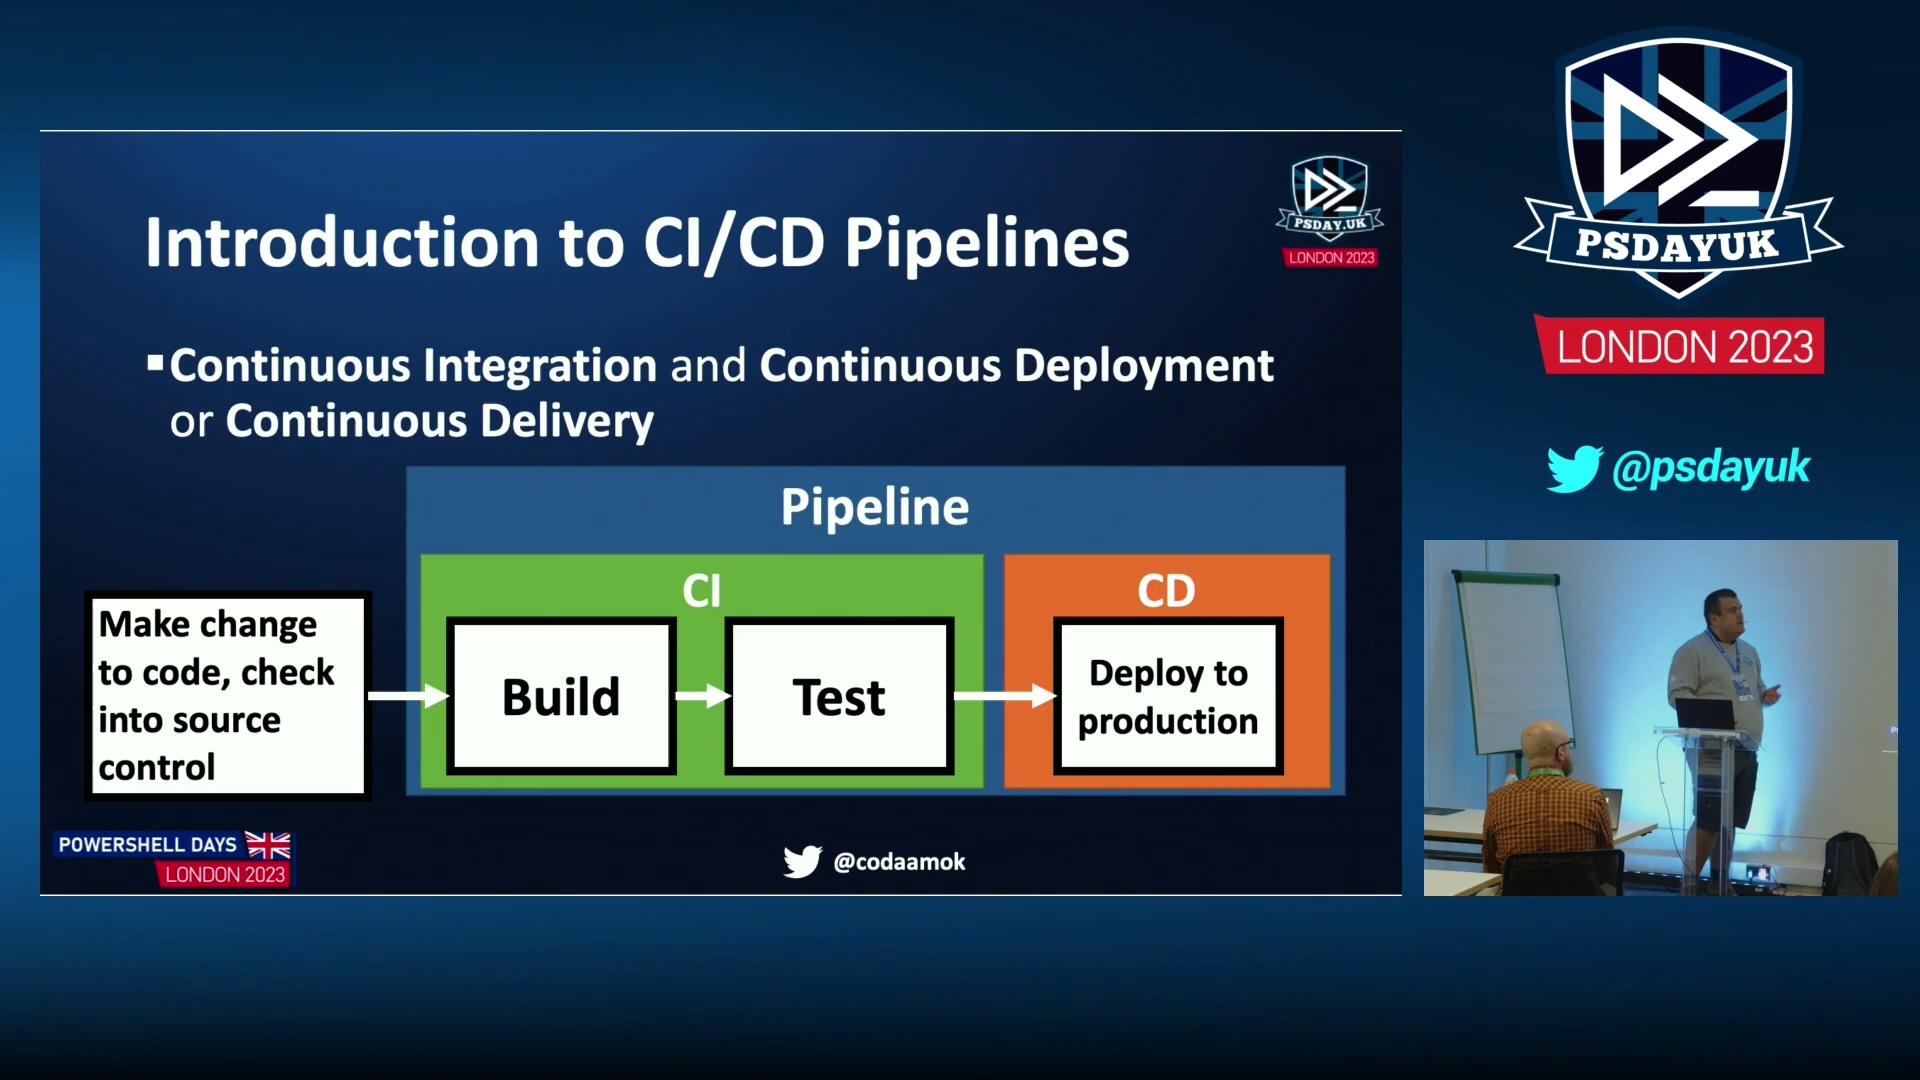 Introduction to CI/CD Pipelines
PSDAY.UK
LONDON 2023
Continuous Integration and Continuous Deployment
or Continuous Delivery
Pipeline
CI
CD
Make change
to code, check
into source
control
Build
Test
Deploy to
production
POWERSHELL DAYS
LONDON 2023
@codaamok
PSDAYUK
LONDON 2023
@psdayuk